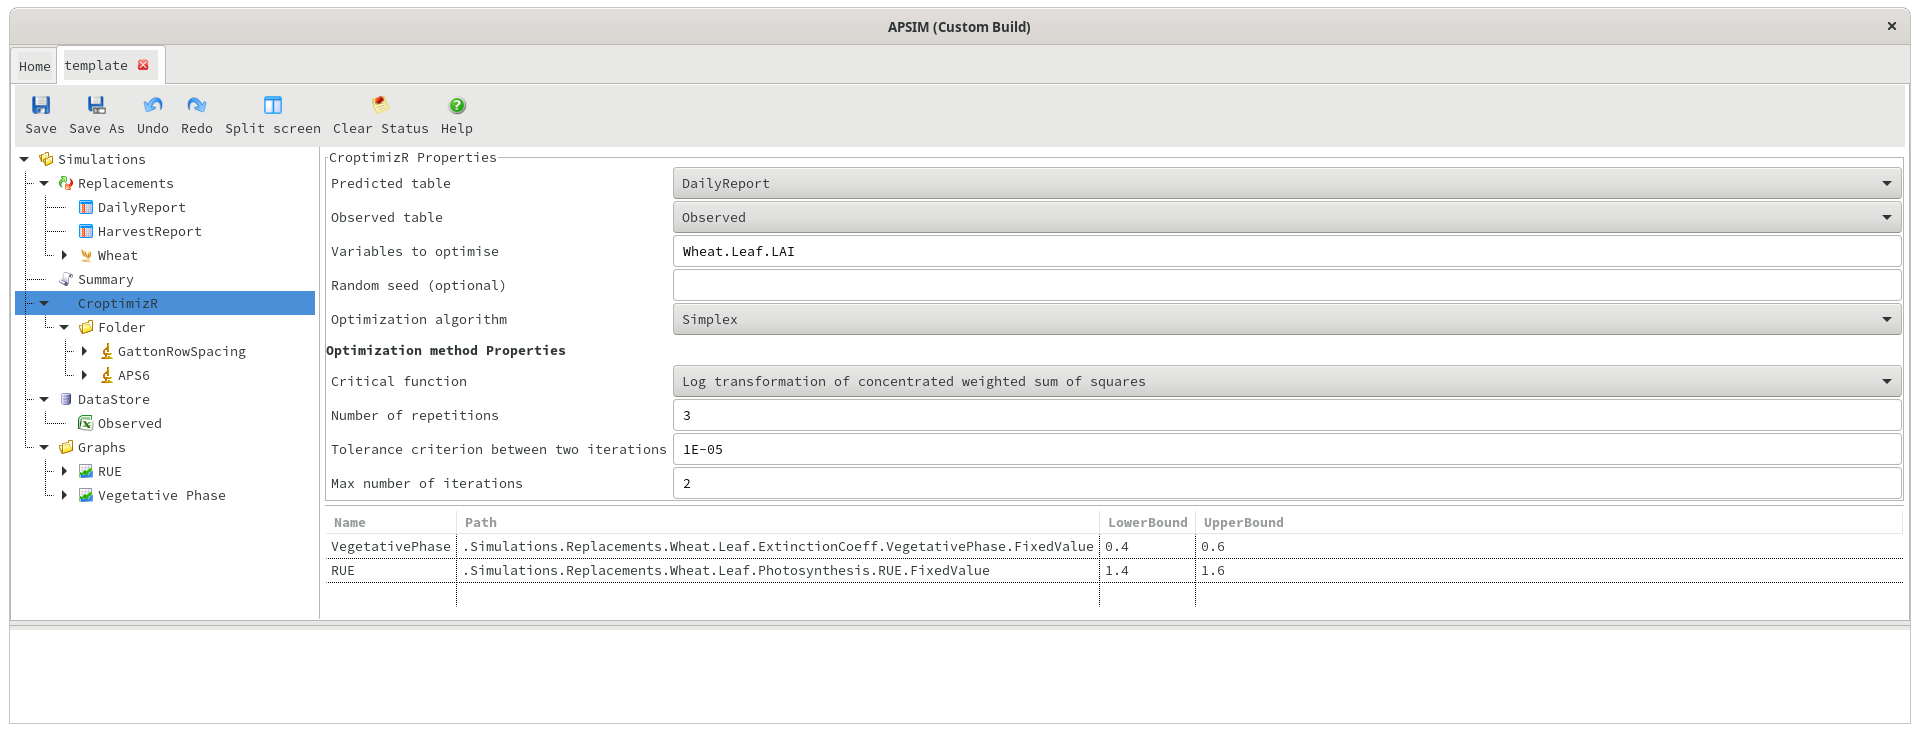 APSIM (Custom Build)
Home template
Save Save As Undo Redo Split screen Clear Status Help
Simulations
Replacements
DailyReport
HarvestReport
Wheat
Summary
CroptimizR
Folder
GattonRowSpacing
APS6
DataStore
Observed
Graphs
RUE
Vegetative Phase
CroptimizR Properties
Predicted table DailyReport
Observed table Observed
Variables to optimise Wheat.Leaf.LAI
Random seed (optional)
Optimization algorithm Simplex
Optimization method Properties
Critical function Log transformation of concentrated weighted sum of squares
Number of repetitions 3
Tolerance criterion between two iterations 1E-05
Max number of iterations 2
Name Path LowerBound UpperBound
VegetativePhase .Simulations.Replacements.Wheat.Leaf.ExtinctionCoeff.VegetativePhase.FixedValue 0.4 0.6
RUE .Simulations.Replacements.Wheat.Leaf.Photosynthesis.RUE.FixedValue 1.4 1.6